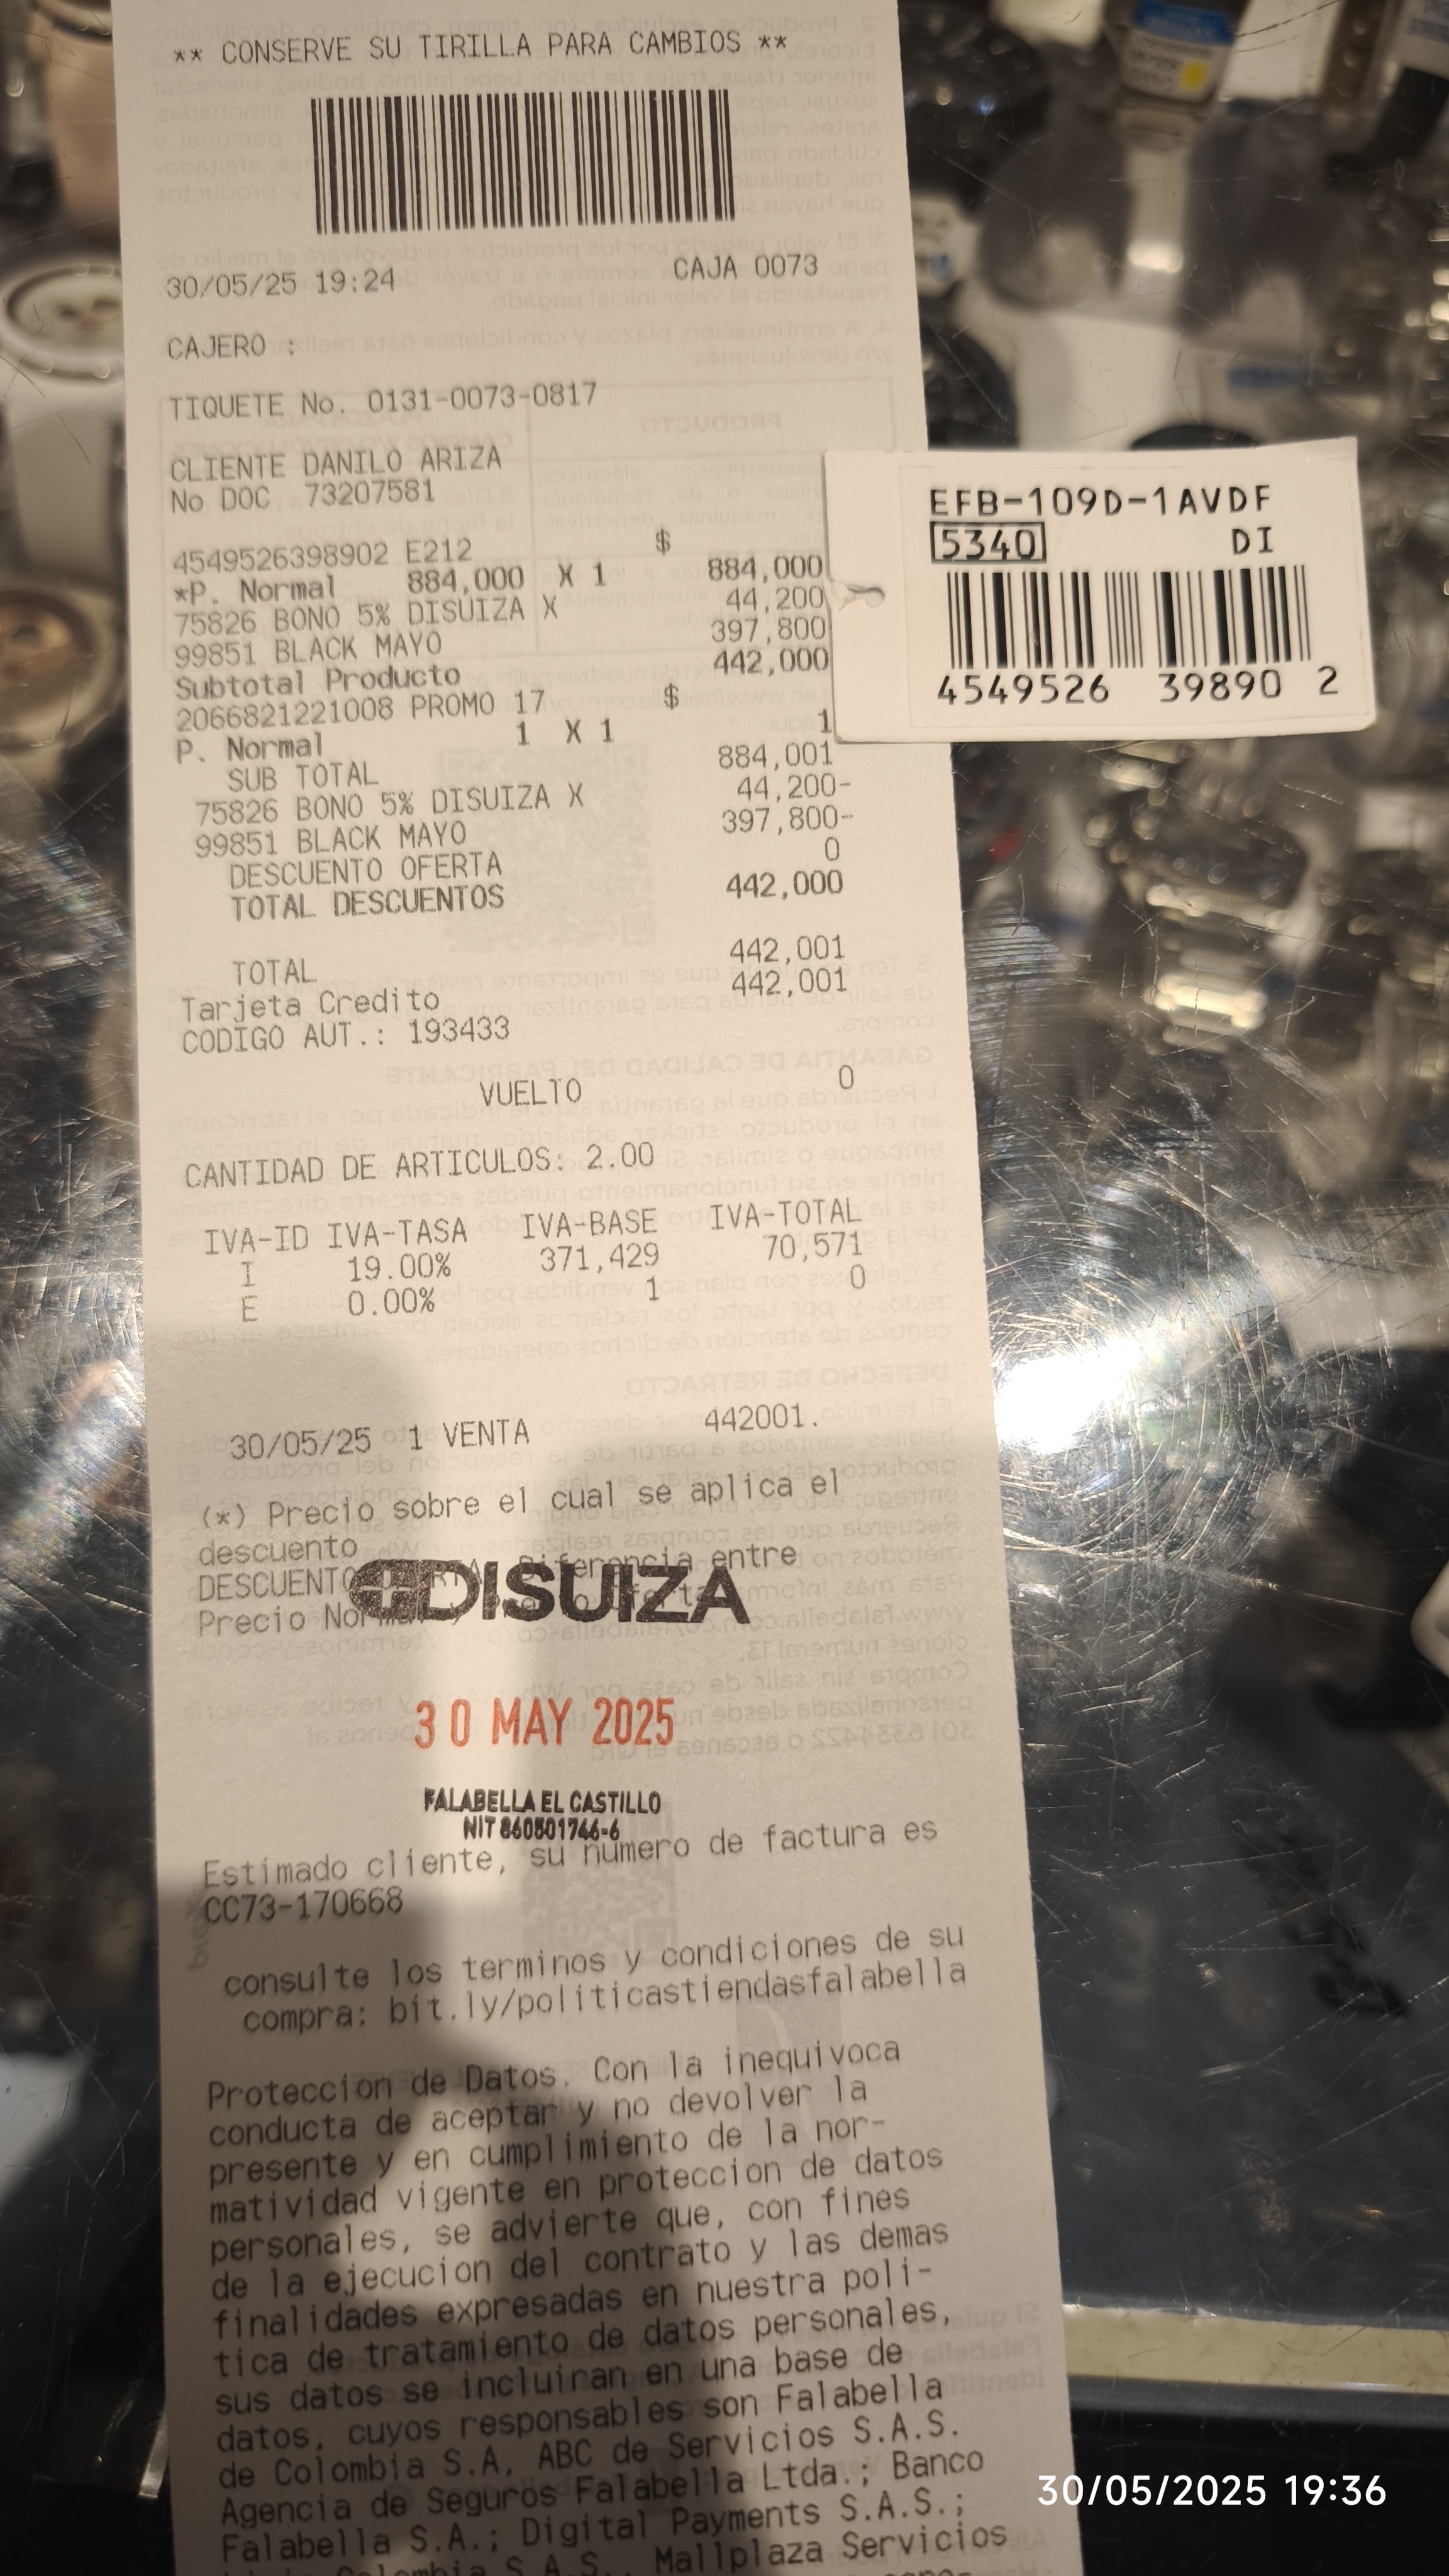 ** CONSERVE SU TIRILLA PARA CAMBIOS **
30/05/25 19:24 CAJA 0073
CAJERO :
TIQUETE No. 0131-0073-0817
CLIENTE DANILO ARIZA
No DOC 73207581
4549526398902 E212 $
*P. Normal 884,000 X 1 884,000
75826 BONO 5% DISUIZA X 44,200
99851 BLACK MAYO 397,800
Subtotal Producto 442,000
2066821221008 PROMO 17 $
P. Normal 1 X 1 1
SUB TOTAL 884,001
75826 BONO 5% DISUIZA X 44,200-
99851 BLACK MAYO 397,800-
DESCUENTO OFERTA 0
TOTAL DESCUENTOS 442,000
TOTAL 442,001
Tarjeta Credito 442,001
CODIGO AUT.: 193433
VUELTO 0
CANTIDAD DE ARTICULOS: 2.00
IVA-ID IVA-TASA IVA-BASE IVA-TOTAL
I 19.00% 371,429 70,571
E 0.00% 1 0
30/05/25 1 VENTA 442001.
(*) Precio sobre el cual se aplica el
descuento
DESCUENTO Diferencia entre
Precio
DISUIZA
30 MAY 2025
FALABELLA EL CASTILLO
NIT 860501746-6
Estimado cliente, su numero de factura es
CC73-170668
consulte los terminos y condiciones de su
compra: bit.ly/politicastiendasfalabella
Proteccion de Datos. Con la inequivoca
conducta de aceptar y no devolver la
presente y en cumplimiento de la nor-
matividad vigente en proteccion de datos
personales, se advierte que, con fines
de la ejecucion del contrato y las demas
finalidades expresadas en nuestra poli-
tica de tratamiento de datos personales,
sus datos se incluiran en una base de
datos, cuyos responsables son Falabella
de Colombia S.A, ABC de Servicios S.A.S.
Agencia de Seguros Falabella Ltda.; Banco
Falabella S.A.; Digital Payments S.A.S.;
Colombia S.A.S., Mallplaza Servicios
EFB-109D-1AVDF
5340 DI
4549526 39890 2
30/05/2025 19:36